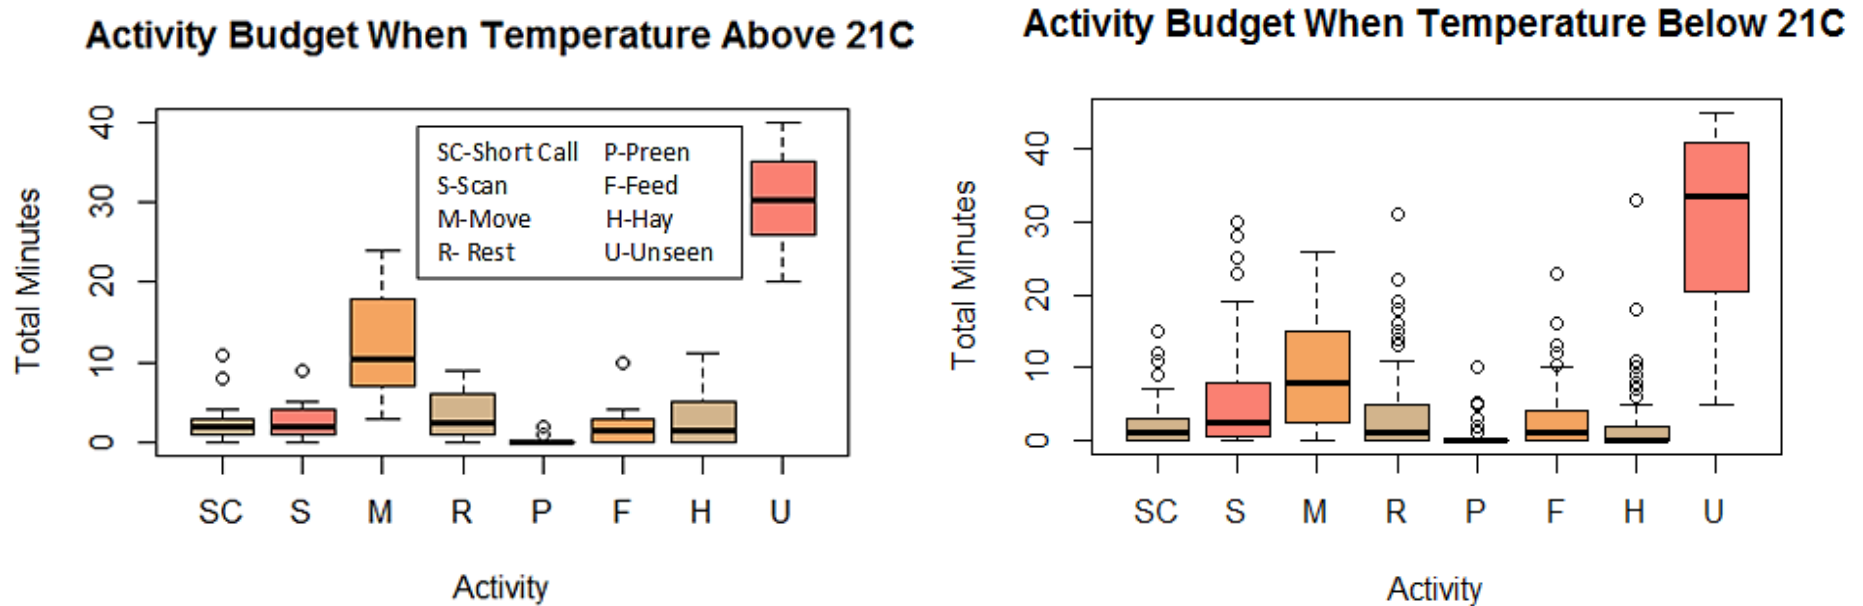 Activity Budget When Temperature Above 21C
Total Minutes
40
30
20
10
0
SC-Short Call P-Preen
S-Scan F-Feed
M-Move H-Hay
R- Rest U-Unseen
SC S M R P F H U
Activity
Activity Budget When Temperature Below 21C
Total Minutes
40
30
20
10
0
SC S M R P F H U
Activity